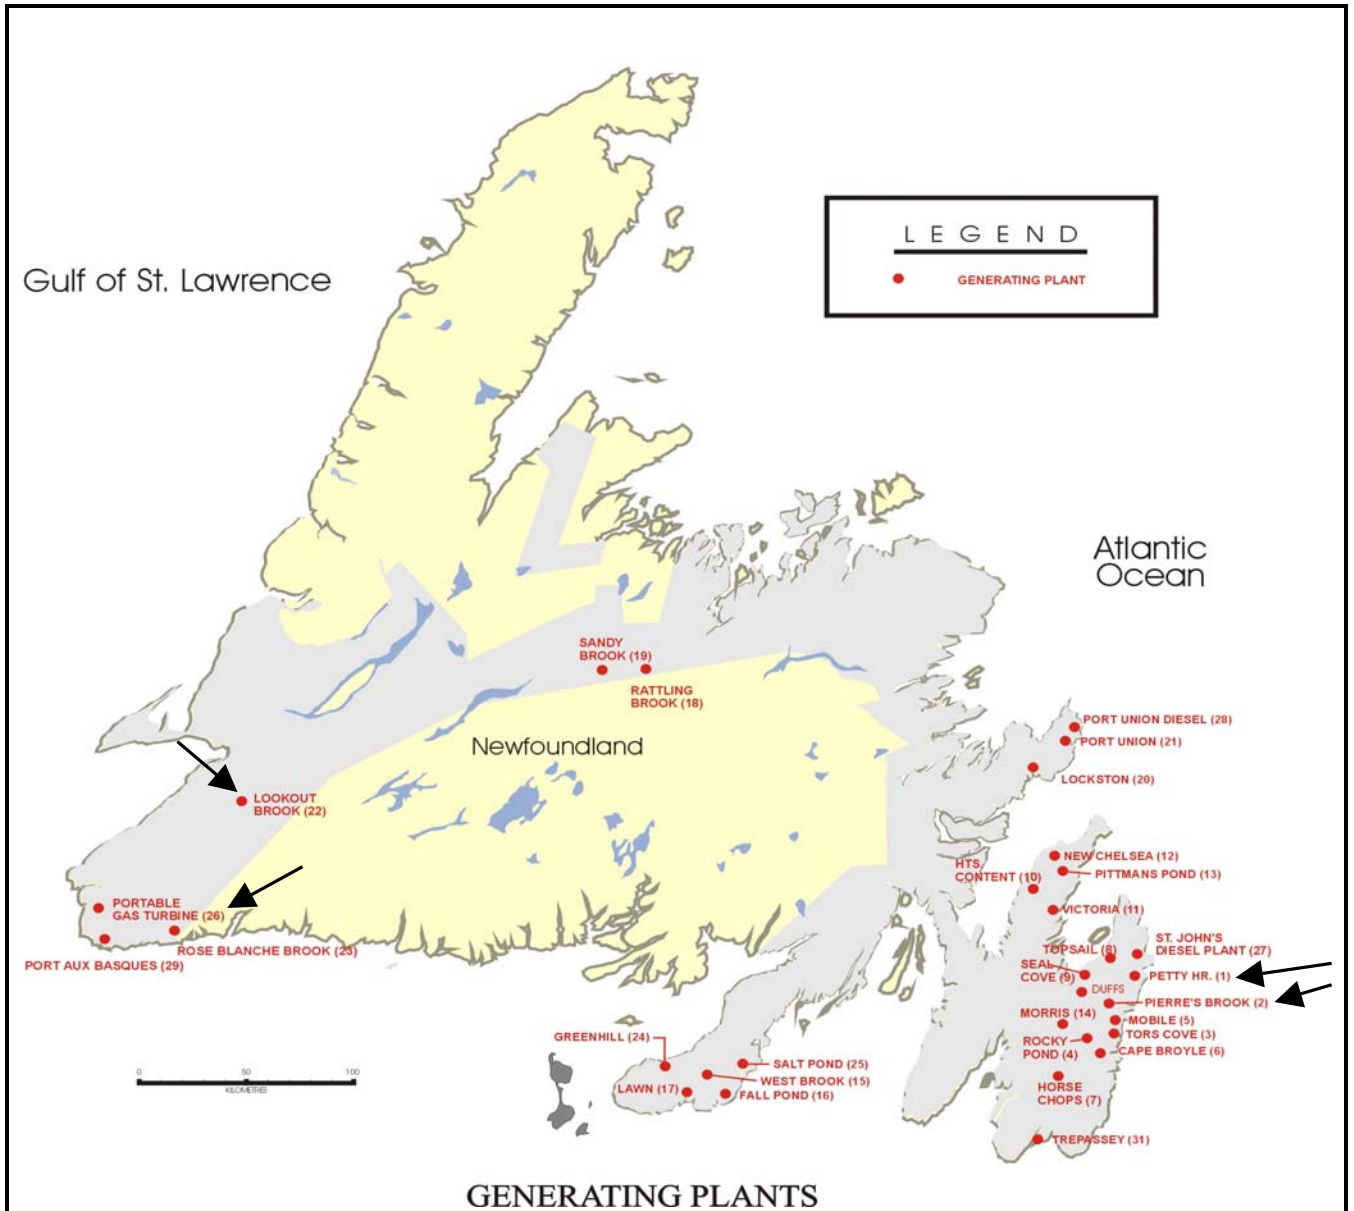 Gulf of St. Lawrence
LEGEND
GENERATING PLANT
Atlantic
Ocean
SANDY
BROOK (19)
RATTLING
BROOK (18)
Newfoundland
PORT UNION DIESEL (28)
PORT UNION (21)
LOCKSTON (20)
LOOKOUT
BROOK (22)
NEW CHELSEA (12)
HTS.
CONTENT (10)
PITTMANS POND (13)
VICTORIA (11)
PORTABLE
GAS TURBINE (26)
ROSE BLANCHE BROOK (23)
PORT AUX BASQUES (29)
TOPSAIL (8)
ST. JOHN'S
DIESEL PLANT (27)
SEAL
COVE (9)
PETTY HR. (1)
DUFFS
PIERRE'S BROOK (2)
MORRIS (14)
MOBILE (5)
TORS COVE (3)
ROCKY
POND (4)
CAPE BROYLE (6)
GREENHILL (24)
SALT POND (25)
WEST BROOK (15)
LAWN (17)
FALL POND (16)
HORSE
CHOPS (7)
TREPASSEY (31)
0 50 100
KILOMETRES
GENERATING PLANTS